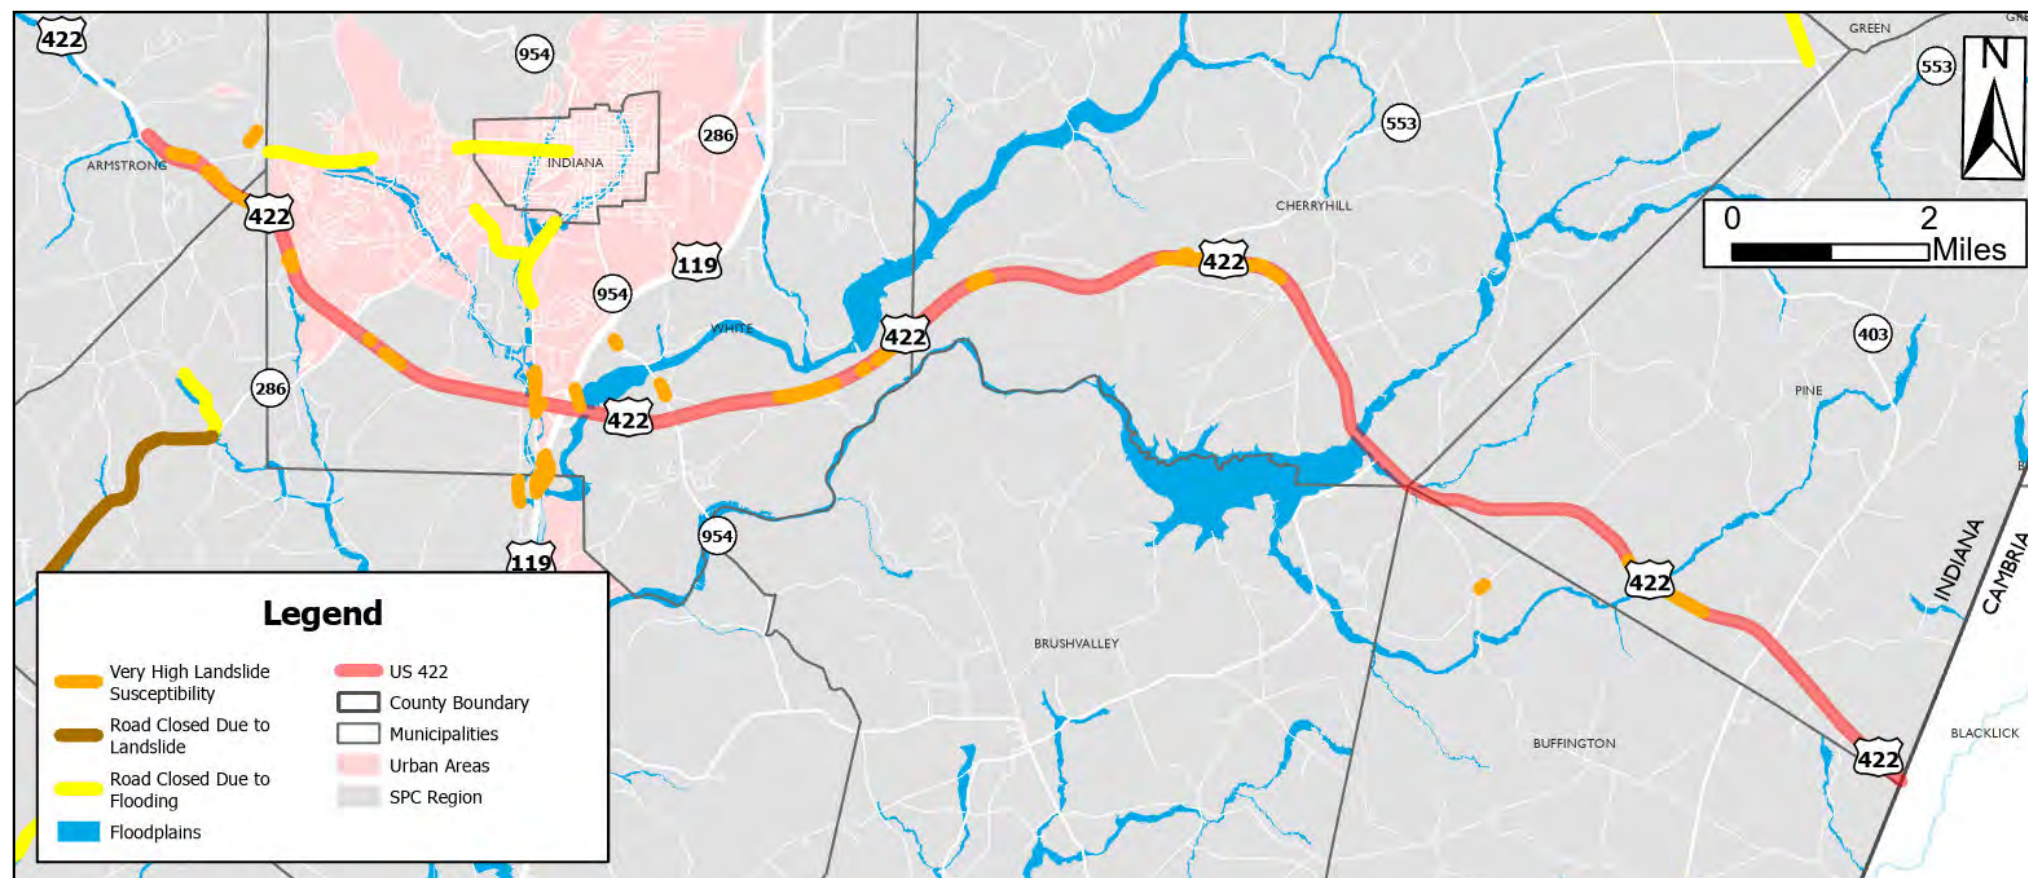 422
954
GREEN
553
N
286
553
ARMSTRONG
INDIANA
CHERRYHILL
0 2
Miles
422
119
422
954
WHITE
422
403
286
PINE
422
954
119
INDIANA
CAMBRIA
422
BRUSHVALLEY
BUFFINGTON
BLACKLICK
422
Legend
Very High Landslide
Susceptibility
Road Closed Due to
Landslide
Road Closed Due to
Flooding
Floodplains
US 422
County Boundary
Municipalities
Urban Areas
SPC Region